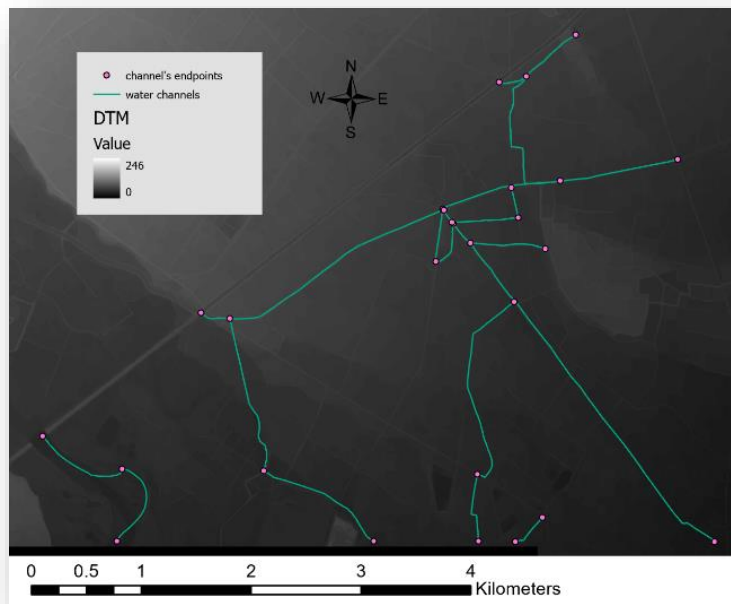 channel's endpoints
water channels
DTM
Value
246
0
N
W E
S
0 0.5 1 2 3 4
Kilometers